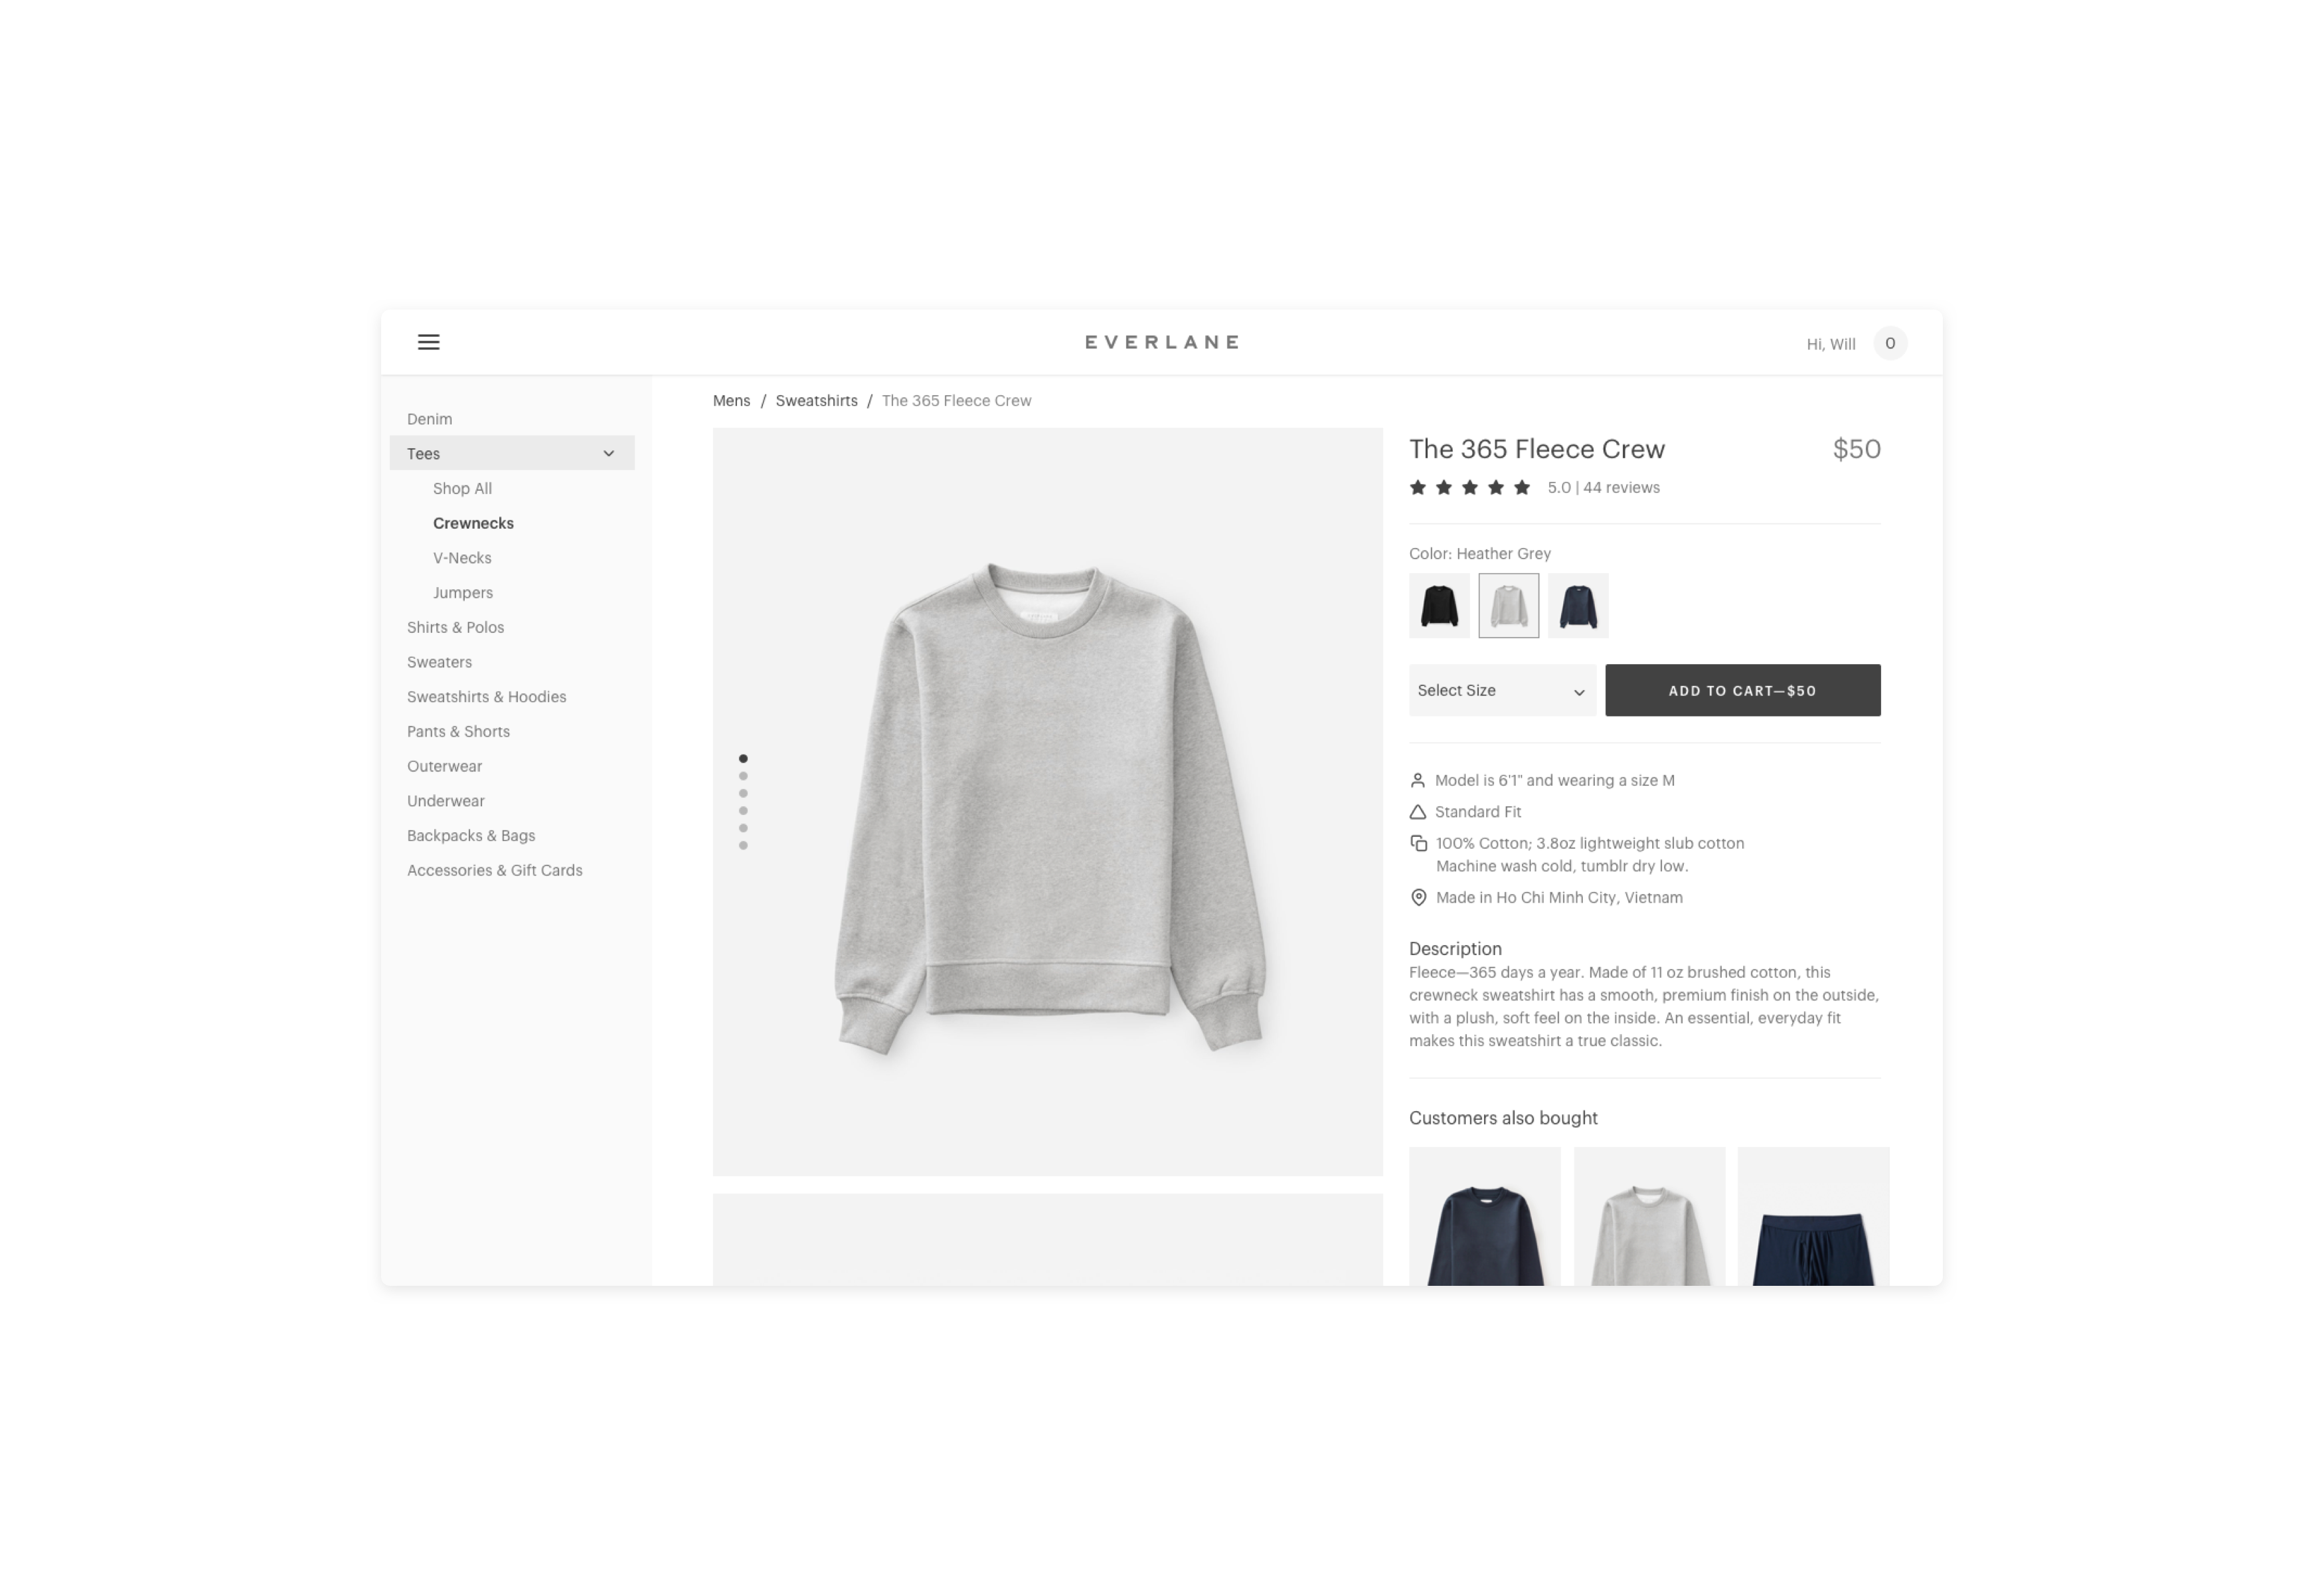 EVERLANE
Hi, Will
0
Denim
Tees
Shop All
Crewnecks
V-Necks
Jumpers
Shirts & Polos
Sweaters
Sweatshirts & Hoodies
Pants & Shorts
Outerwear
Underwear
Backpacks & Bags
Accessories & Gift Cards
Mens / Sweatshirts / The 365 Fleece Crew
The 365 Fleece Crew
$50
5.0 | 44 reviews
Color: Heather Grey
Select Size
ADD TO CART—$50
Model is 6'1" and wearing a size M
Standard Fit
100% Cotton; 3.8oz lightweight slub cotton
Machine wash cold, tumblr dry low.
Made in Ho Chi Minh City, Vietnam
Description
Fleece—365 days a year. Made of 11 oz brushed cotton, this
crewneck sweatshirt has a smooth, premium finish on the outside,
with a plush, soft feel on the inside. An essential, everyday fit
makes this sweatshirt a true classic.
Customers also bought